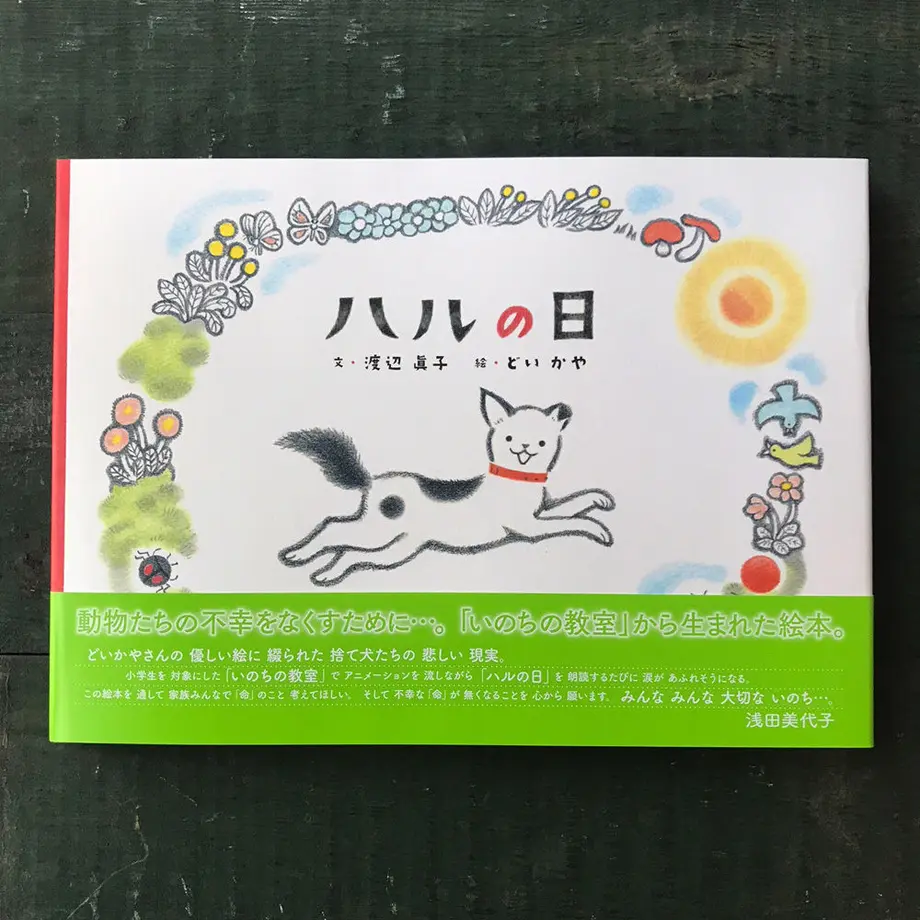 ハルの日
文・渡辺 眞子 絵・どい かや
動物たちの不幸をなくすために…。「いのちの教室」から生まれた絵本。
どいかやさんの 優しい絵に 綴られた 捨て犬たちの 悲しい 現実。
小学生を 対象にした「いのちの教室」で アニメーションを 流しながら 「ハルの日」を 朗読するたびに 涙が あふれそうになる。
この絵本を 通して 家族みんなで「命」のこと 考えてほしい。 そして 不幸な「命」が 無くなることを 心から 願います。 みんな みんな 大切な いのち…。
浅田美代子